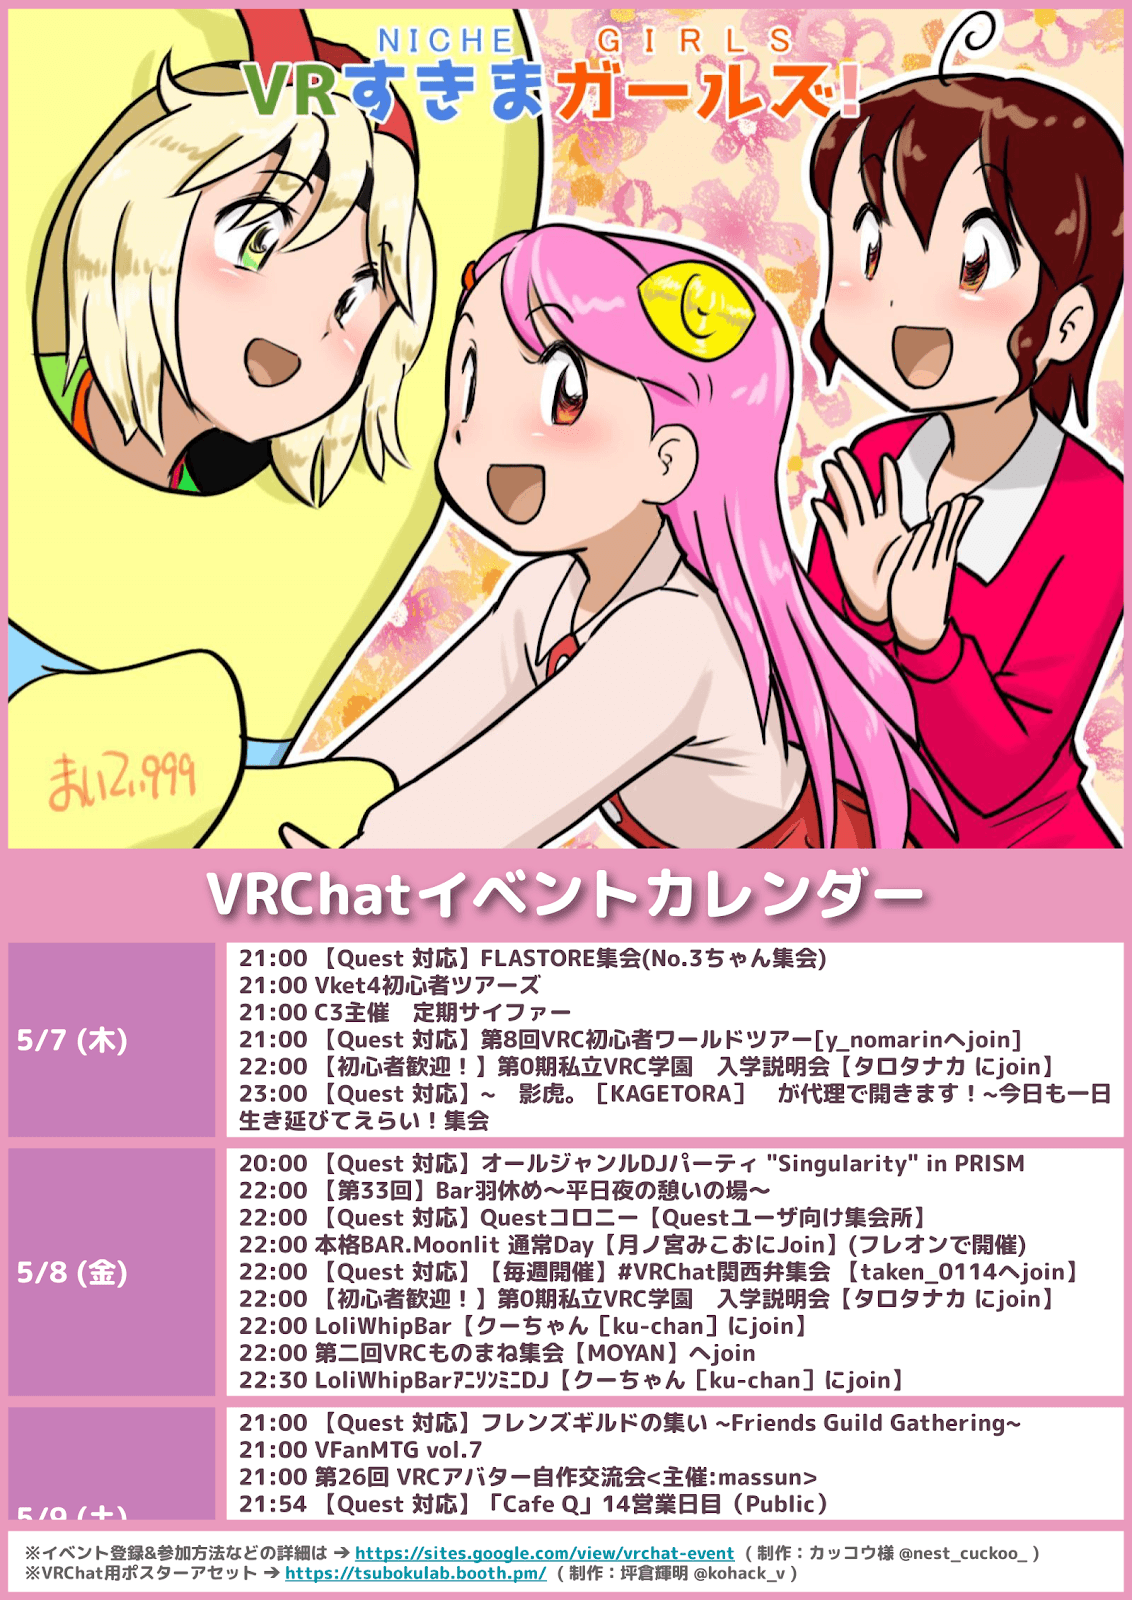 NICHE GIRLS
VRすきまガールズ!
まいてぃ999
VRChatイベントカレンダー
5/7 (木)
21:00 【Quest 対応】FLASTORE集会(No.3ちゃん集会)
21:00 Vket4初心者ツアーズ
21:00 C3主催　定期サイファー
21:00 【Quest 対応】第8回VRC初心者ワールドツアー[y_nomarinへjoin]
22:00 【初心者歓迎！】第0期私立VRC学園　入学説明会【タロタナカ にjoin】
23:00 【Quest 対応】~　影虎。［KAGETORA］　が代理で開きます！~今日も一日
生き延びてえらい！集会
5/8 (金)
20:00 【Quest 対応】オールジャンルDJパーティ "Singularity" in PRISM
22:00 【第33回】Bar羽休め～平日夜の憩いの場～
22:00 【Quest 対応】Questコロニー【Questユーザ向け集会所】
22:00 本格BAR.Moonlit 通常Day【月ノ宮みこおにJoin】(フレオンで開催)
22:00 【Quest 対応】【毎週開催】#VRChat関西弁集会 【taken_0114へjoin】
22:00 【初心者歓迎！】第0期私立VRC学園　入学説明会【タロタナカ にjoin】
22:00 LoliWhipBar【クーちゃん［ku-chan］にjoin】
22:00 第二回VRCものまね集会【MOYAN】へjoin
22:30 LoliWhipBarｱﾆｿﾝﾐﾆDJ【クーちゃん［ku-chan］にjoin】
5/9 (土)
21:00 【Quest 対応】フレンズギルドの集い ~Friends Guild Gathering~
21:00 VFanMTG vol.7
21:00 第26回 VRCアバター自作交流会<主催:massun>
21:54 【Quest 対応】「Cafe Q」14営業日目（Public）
※イベント登録&参加方法などの詳細は → https://sites.google.com/view/vrchat-event ( 制作：カッコウ様 @nest_cuckoo_ )
※VRChat用ポスターアセット → https://tsubokulab.booth.pm/ ( 制作：坪倉輝明 @kohack_v )